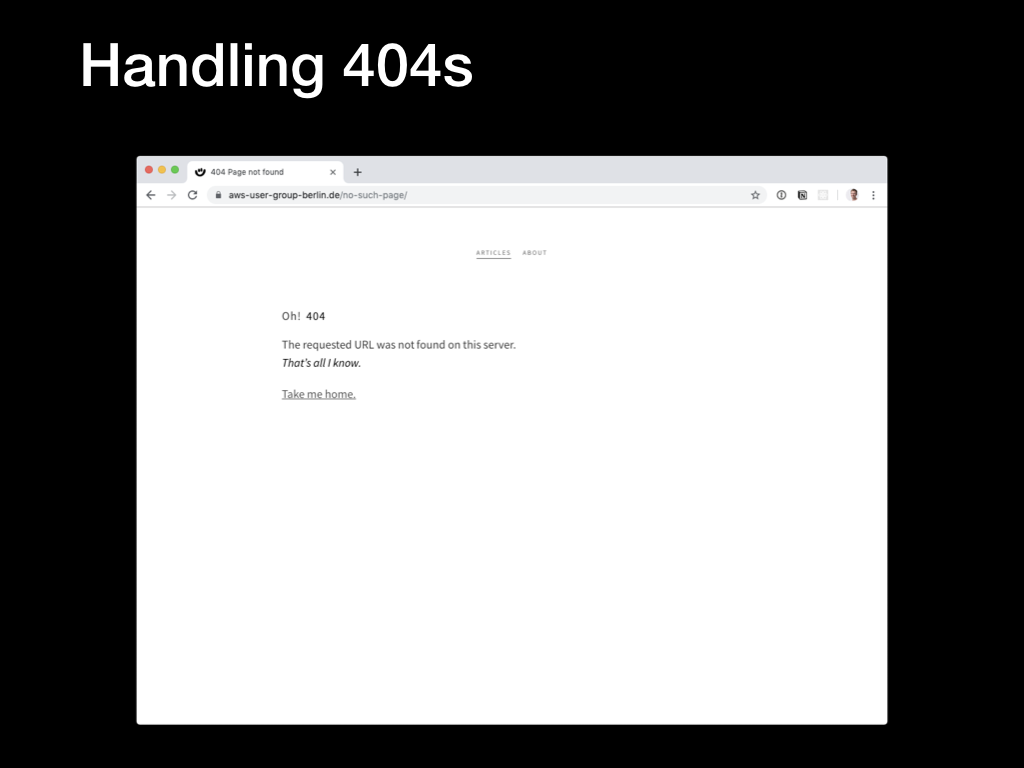 Handling 404s
404 Page not found
aws-user-group-berlin.de/no-such-page/
ARTICLES ABOUT
Oh! 404
The requested URL was not found on this server.
That's all I know.
Take me home.